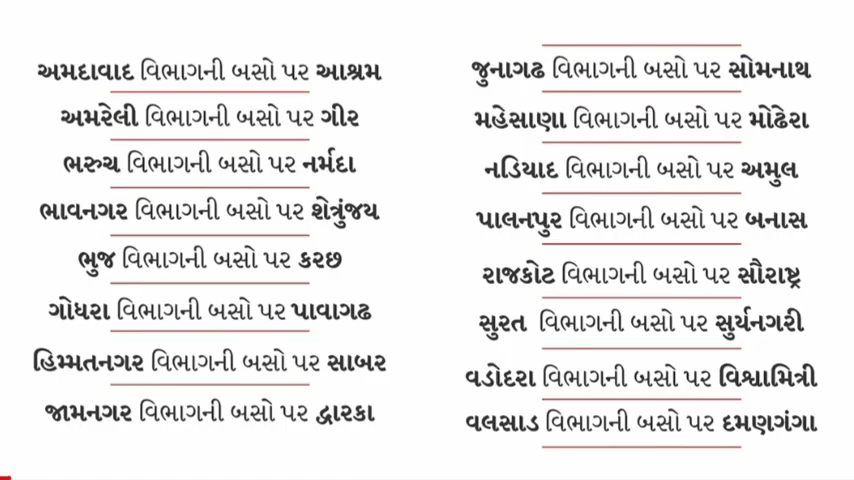 અમદાવાદ વિભાગની બસો પર આશ્રમ
અમરેલી વિભાગની બસો પર ગીર
ભરુચ વિભાગની બસો પર નર્મદા
ભાવનગર વિભાગની બસો પર શેત્રુંજય
ભુજ વિભાગની બસો પર કરછ
ગોધરા વિભાગની બસો પર પાવાગઢ
હિમ્મતનગર વિભાગની બસો પર સાબર
જામનગર વિભાગની બસો પર દ્વારકા
જુનાગઢ વિભાગની બસો પર સોમનાથ
મહેસાણા વિભાગની બસો પર મોઢેરા
નડિયાદ વિભાગની બસો પર અમુલ
પાલનપુર વિભાગની બસો પર બનાસ
રાજકોટ વિભાગની બસો પર સૌરાષ્ટ્ર
સુરત વિભાગની બસો પર સુર્યનગરી
વડોદરા વિભાગની બસો પર વિશ્વામિત્રી
વલસાડ વિભાગની બસો પર દમણગંગા